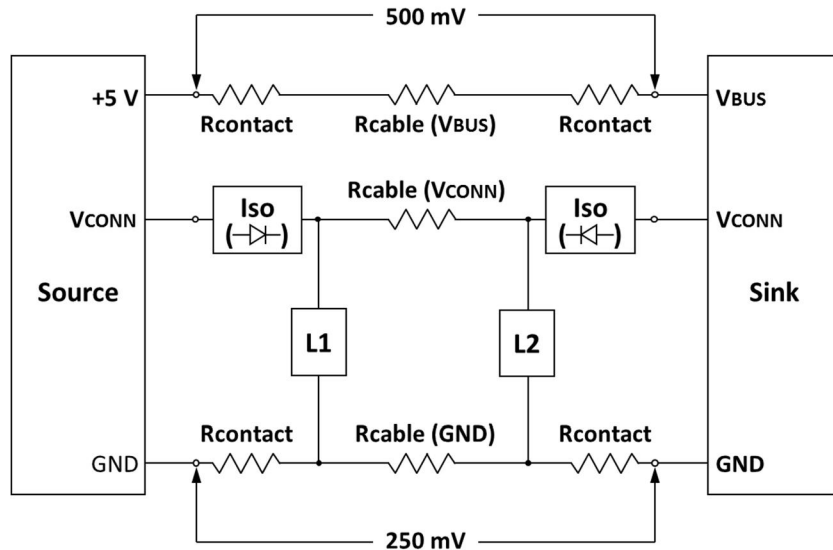 500 mV
+5 V
VBUS
Rcontact
Rcable (VBUS)
Rcontact
Rcable (VCONN)
VCONN
Iso
( )
Iso
( )
VCONN
Source
L1
L2
Sink
Rcontact
Rcable (GND)
Rcontact
GND
GND
250 mV